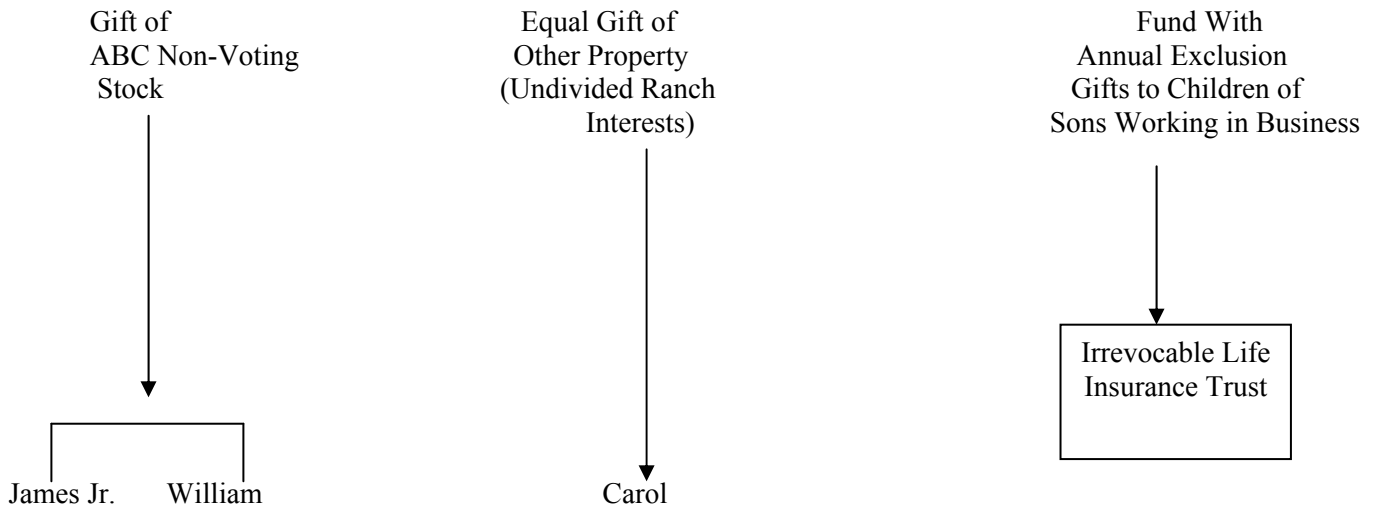 Gift of
ABC Non-Voting
Stock
Equal Gift of
Other Property
(Undivided Ranch
Interests)
Fund With
Annual Exclusion
Gifts to Children of
Sons Working in Business
Irrevocable Life
Insurance Trust
James Jr.
William
Carol